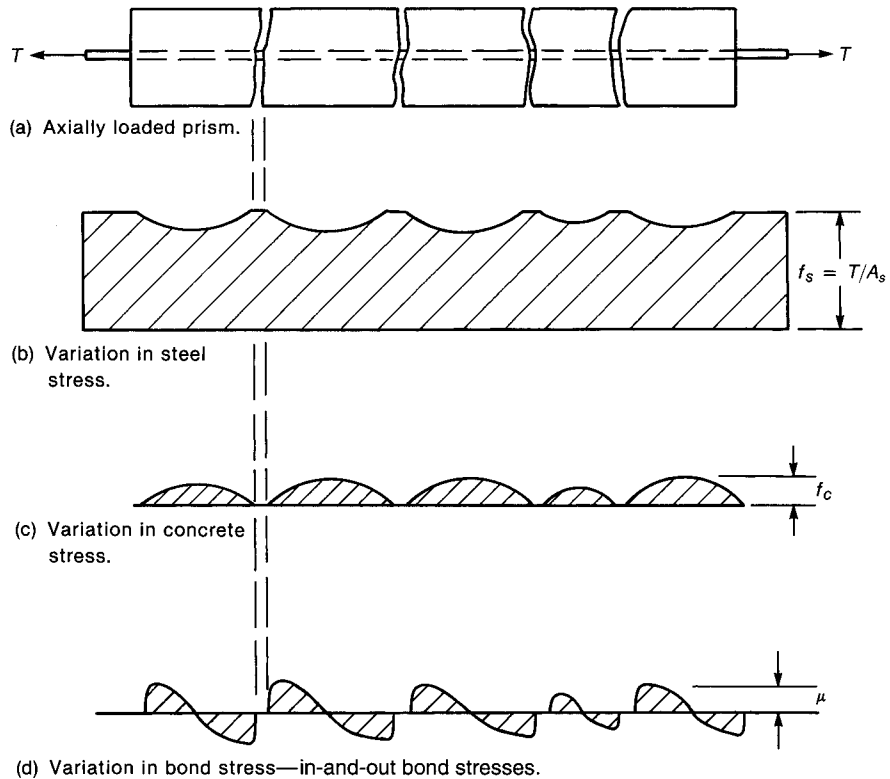 T
T
(a) Axially loaded prism.
f_s = T/A_s
(b) Variation in steel
stress.
f_c
(c) Variation in concrete
stress.
μ
(d) Variation in bond stress—in-and-out bond stresses.